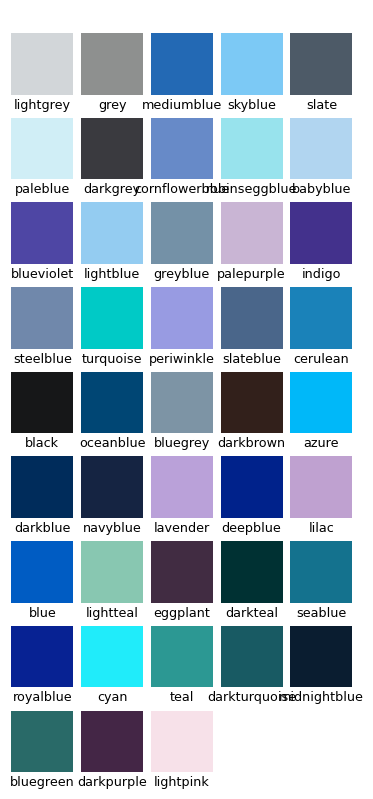 lightgrey grey mediumblue skyblue slate
paleblue darkgrey cornflowerblue robinseggblue babyblue
blueviolet lightblue greyblue palepurple indigo
steelblue turquoise periwinkle slateblue cerulean
black oceanblue bluegrey darkbrown azure
darkblue navyblue lavender deepblue lilac
blue lightteal eggplant darkteal seablue
royalblue cyan teal darkturquoise midnightblue
bluegreen darkpurple lightpink